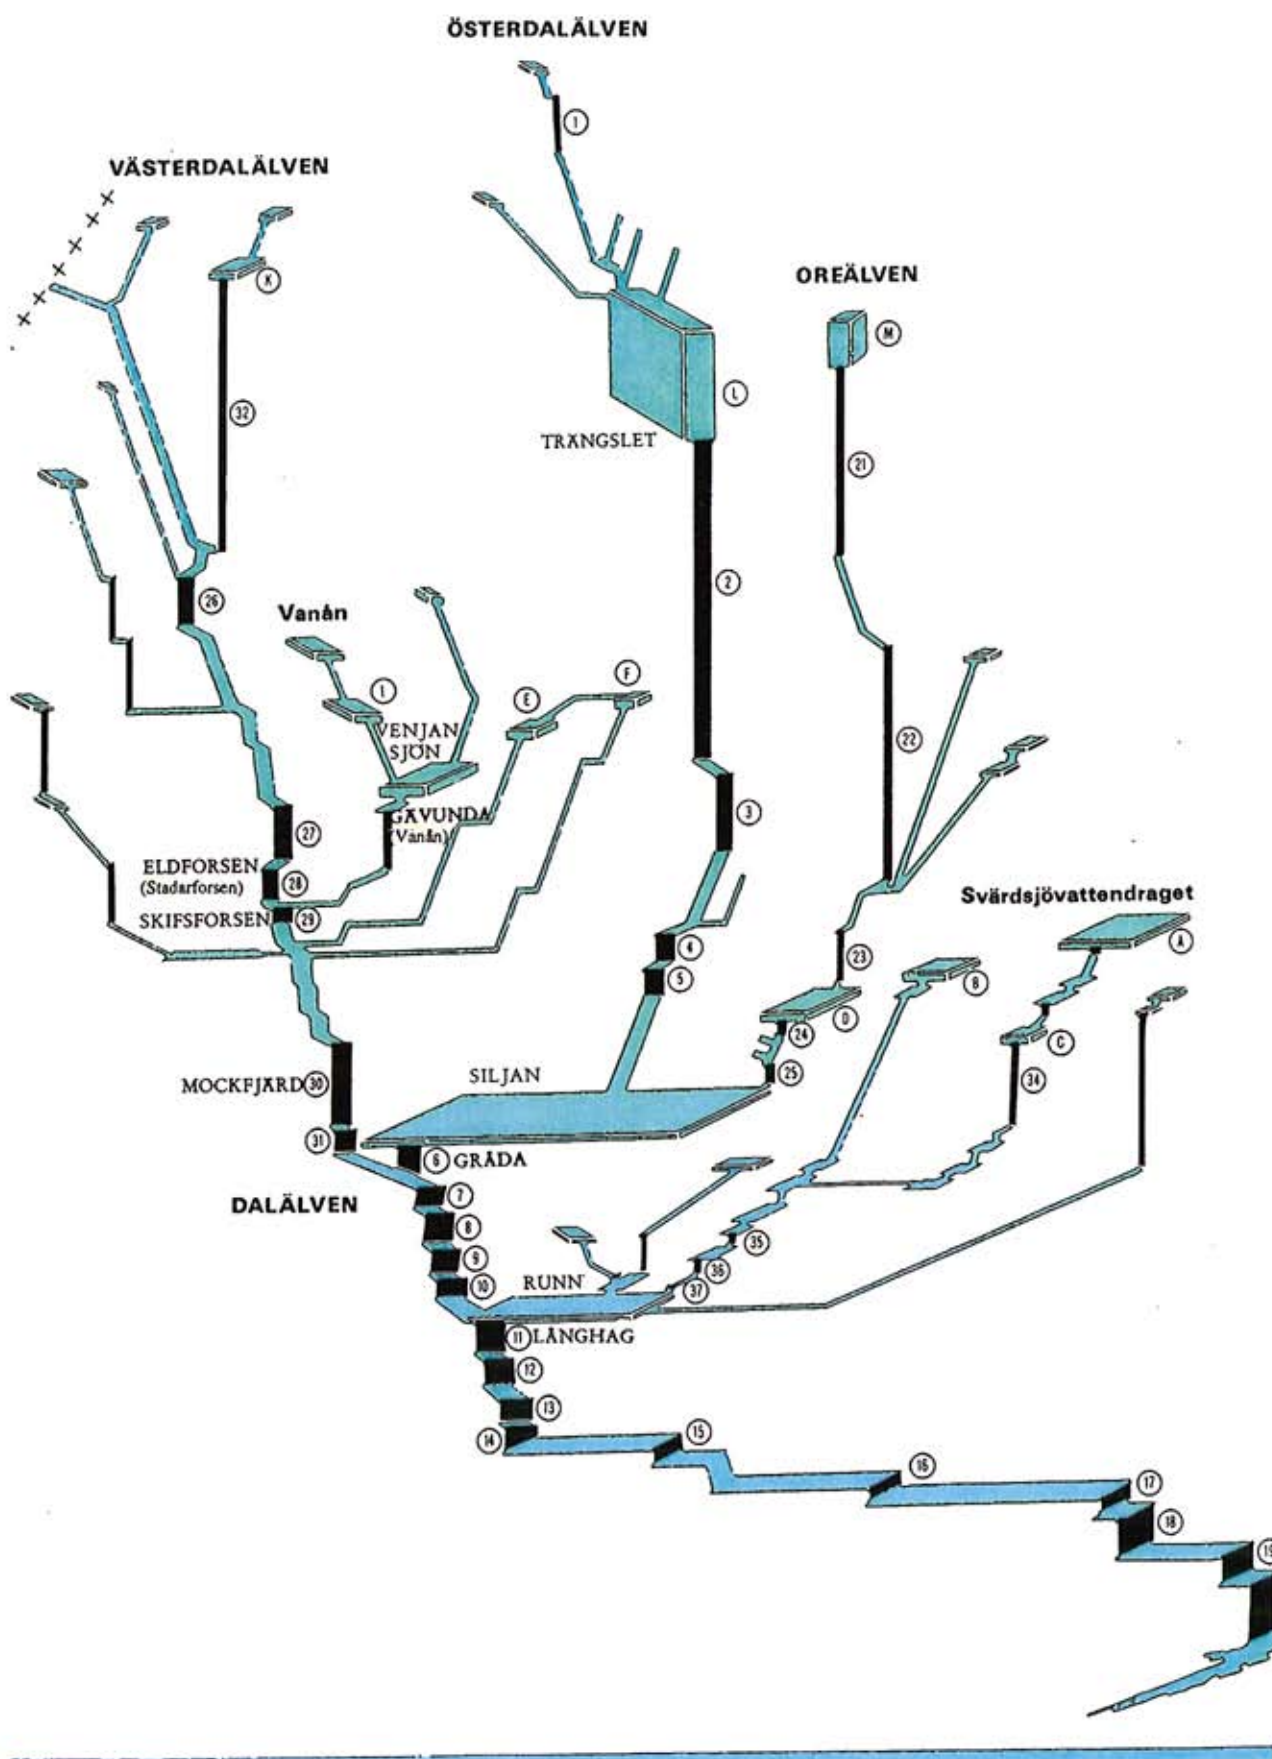 ÖSTERDALÄLVEN
1
VÄSTERDALÄLVEN
K
OREÄLVEN
M
L
32
TRÄNGSLET
21
2
26
Vanån
F
I
E
VENJAN
SJÖN
22
3
GÄVUNDA
(Vanån)
27
ELDFORSEN
(Stadarforsen)
28
Svärdsjövattendraget
SKIFSFORSEN
29
4
A
23
5
B
D
24
C
SILJAN
25
MOCKFJÄRD
30
34
31
6
GRÅDA
7
DALÄLVEN
8
35
9
36
RUNN
10
37
11
LÅNGHAG
12
13
14
15
16
17
18
19